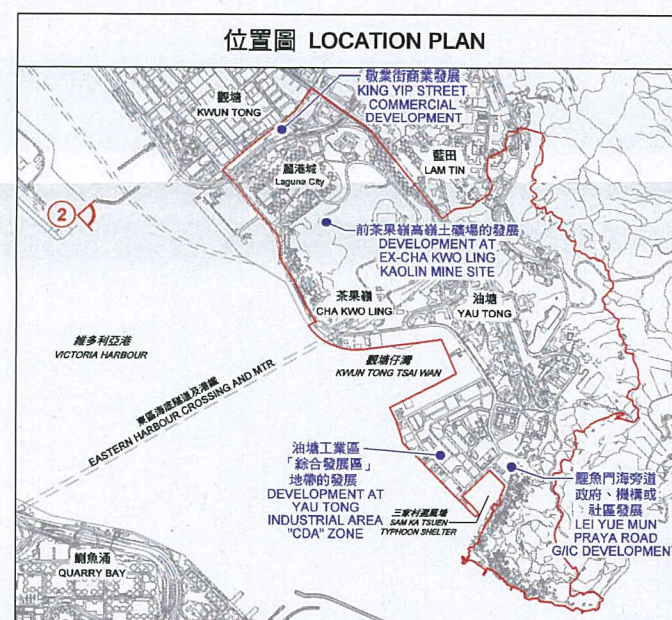 位置圖 LOCATION PLAN
敬業街商業發展
KING YIP STREET
COMMERCIAL
DEVELOPMENT
觀塘
KWUN TONG
藍田
LAM TIN
麗港城
Laguna City
2
前茶果嶺高嶺土礦場的發展
DEVELOPMENT AT
EX-CHA KWO LING
KAOLIN MINE SITE
茶果嶺
CHA KWO LING
油塘
YAU TONG
維多利亞港
VICTORIA HARBOUR
觀塘仔灣
KWUN TONG TSAI WAN
東區海底隧道及港鐵
EASTERN HARBOUR CROSSING AND MTR
油塘工業區
「綜合發展區」
地帶的發展
DEVELOPMENT AT
YAU TONG
INDUSTRIAL AREA
"CDA" ZONE
三家村避風塘
SAM KA TSUEN
TYPHOON SHELTER
鯉魚門海旁道
政府、機構或
社區發展
LEI YUE MUN
PRAYA ROAD
G/IC DEVELOPMENT
鰂魚涌
QUARRY BAY